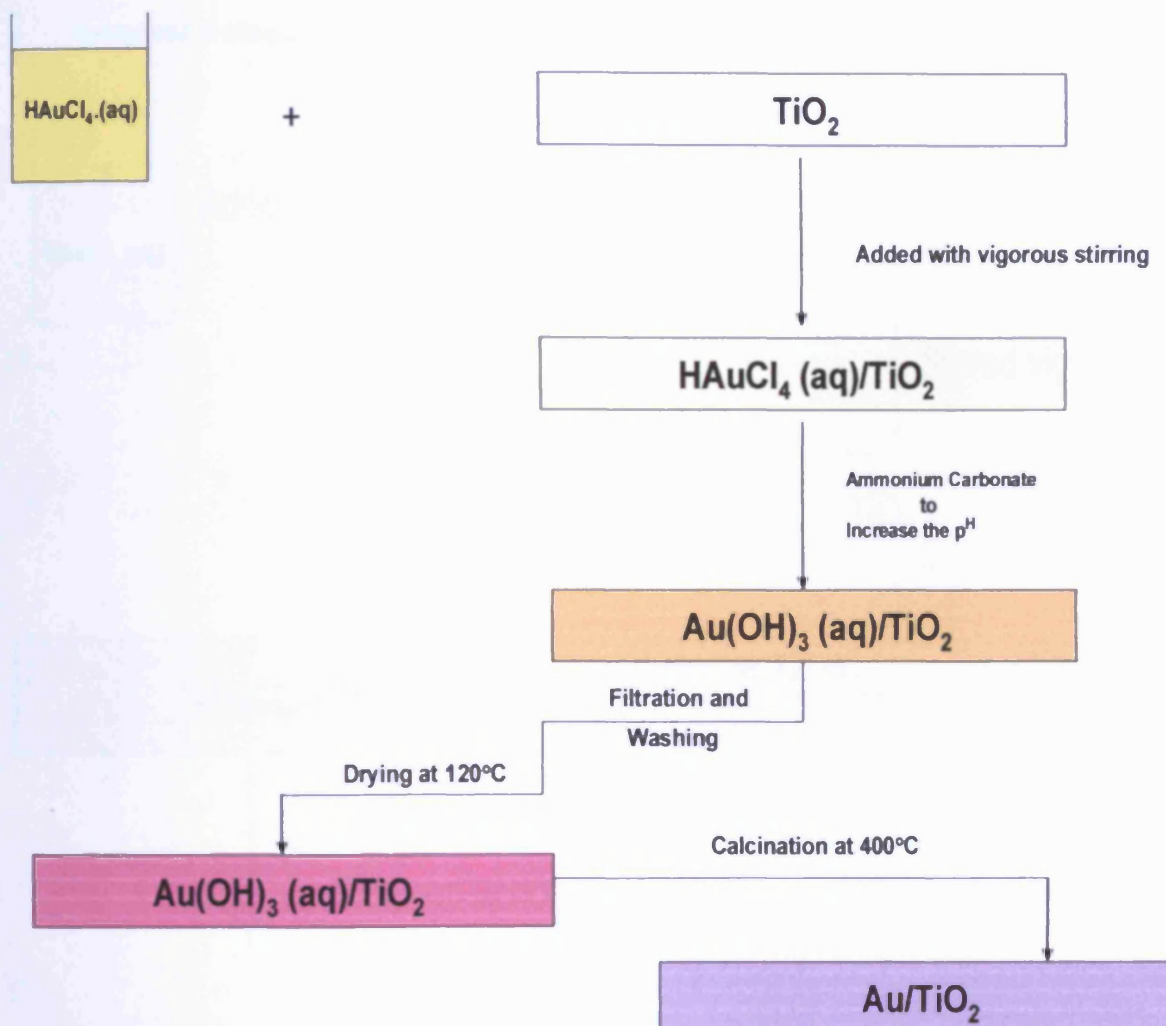 HAuCl₄.(aq)
+
TiO₂
Added with vigorous stirring
HAuCl₄ (aq)/TiO₂
Ammonium Carbonate
to
Increase the pᴴ
Au(OH)₃ (aq)/TiO₂
Filtration and
Washing
Drying at 120°C
Au(OH)₃ (aq)/TiO₂
Calcination at 400°C
Au/TiO₂